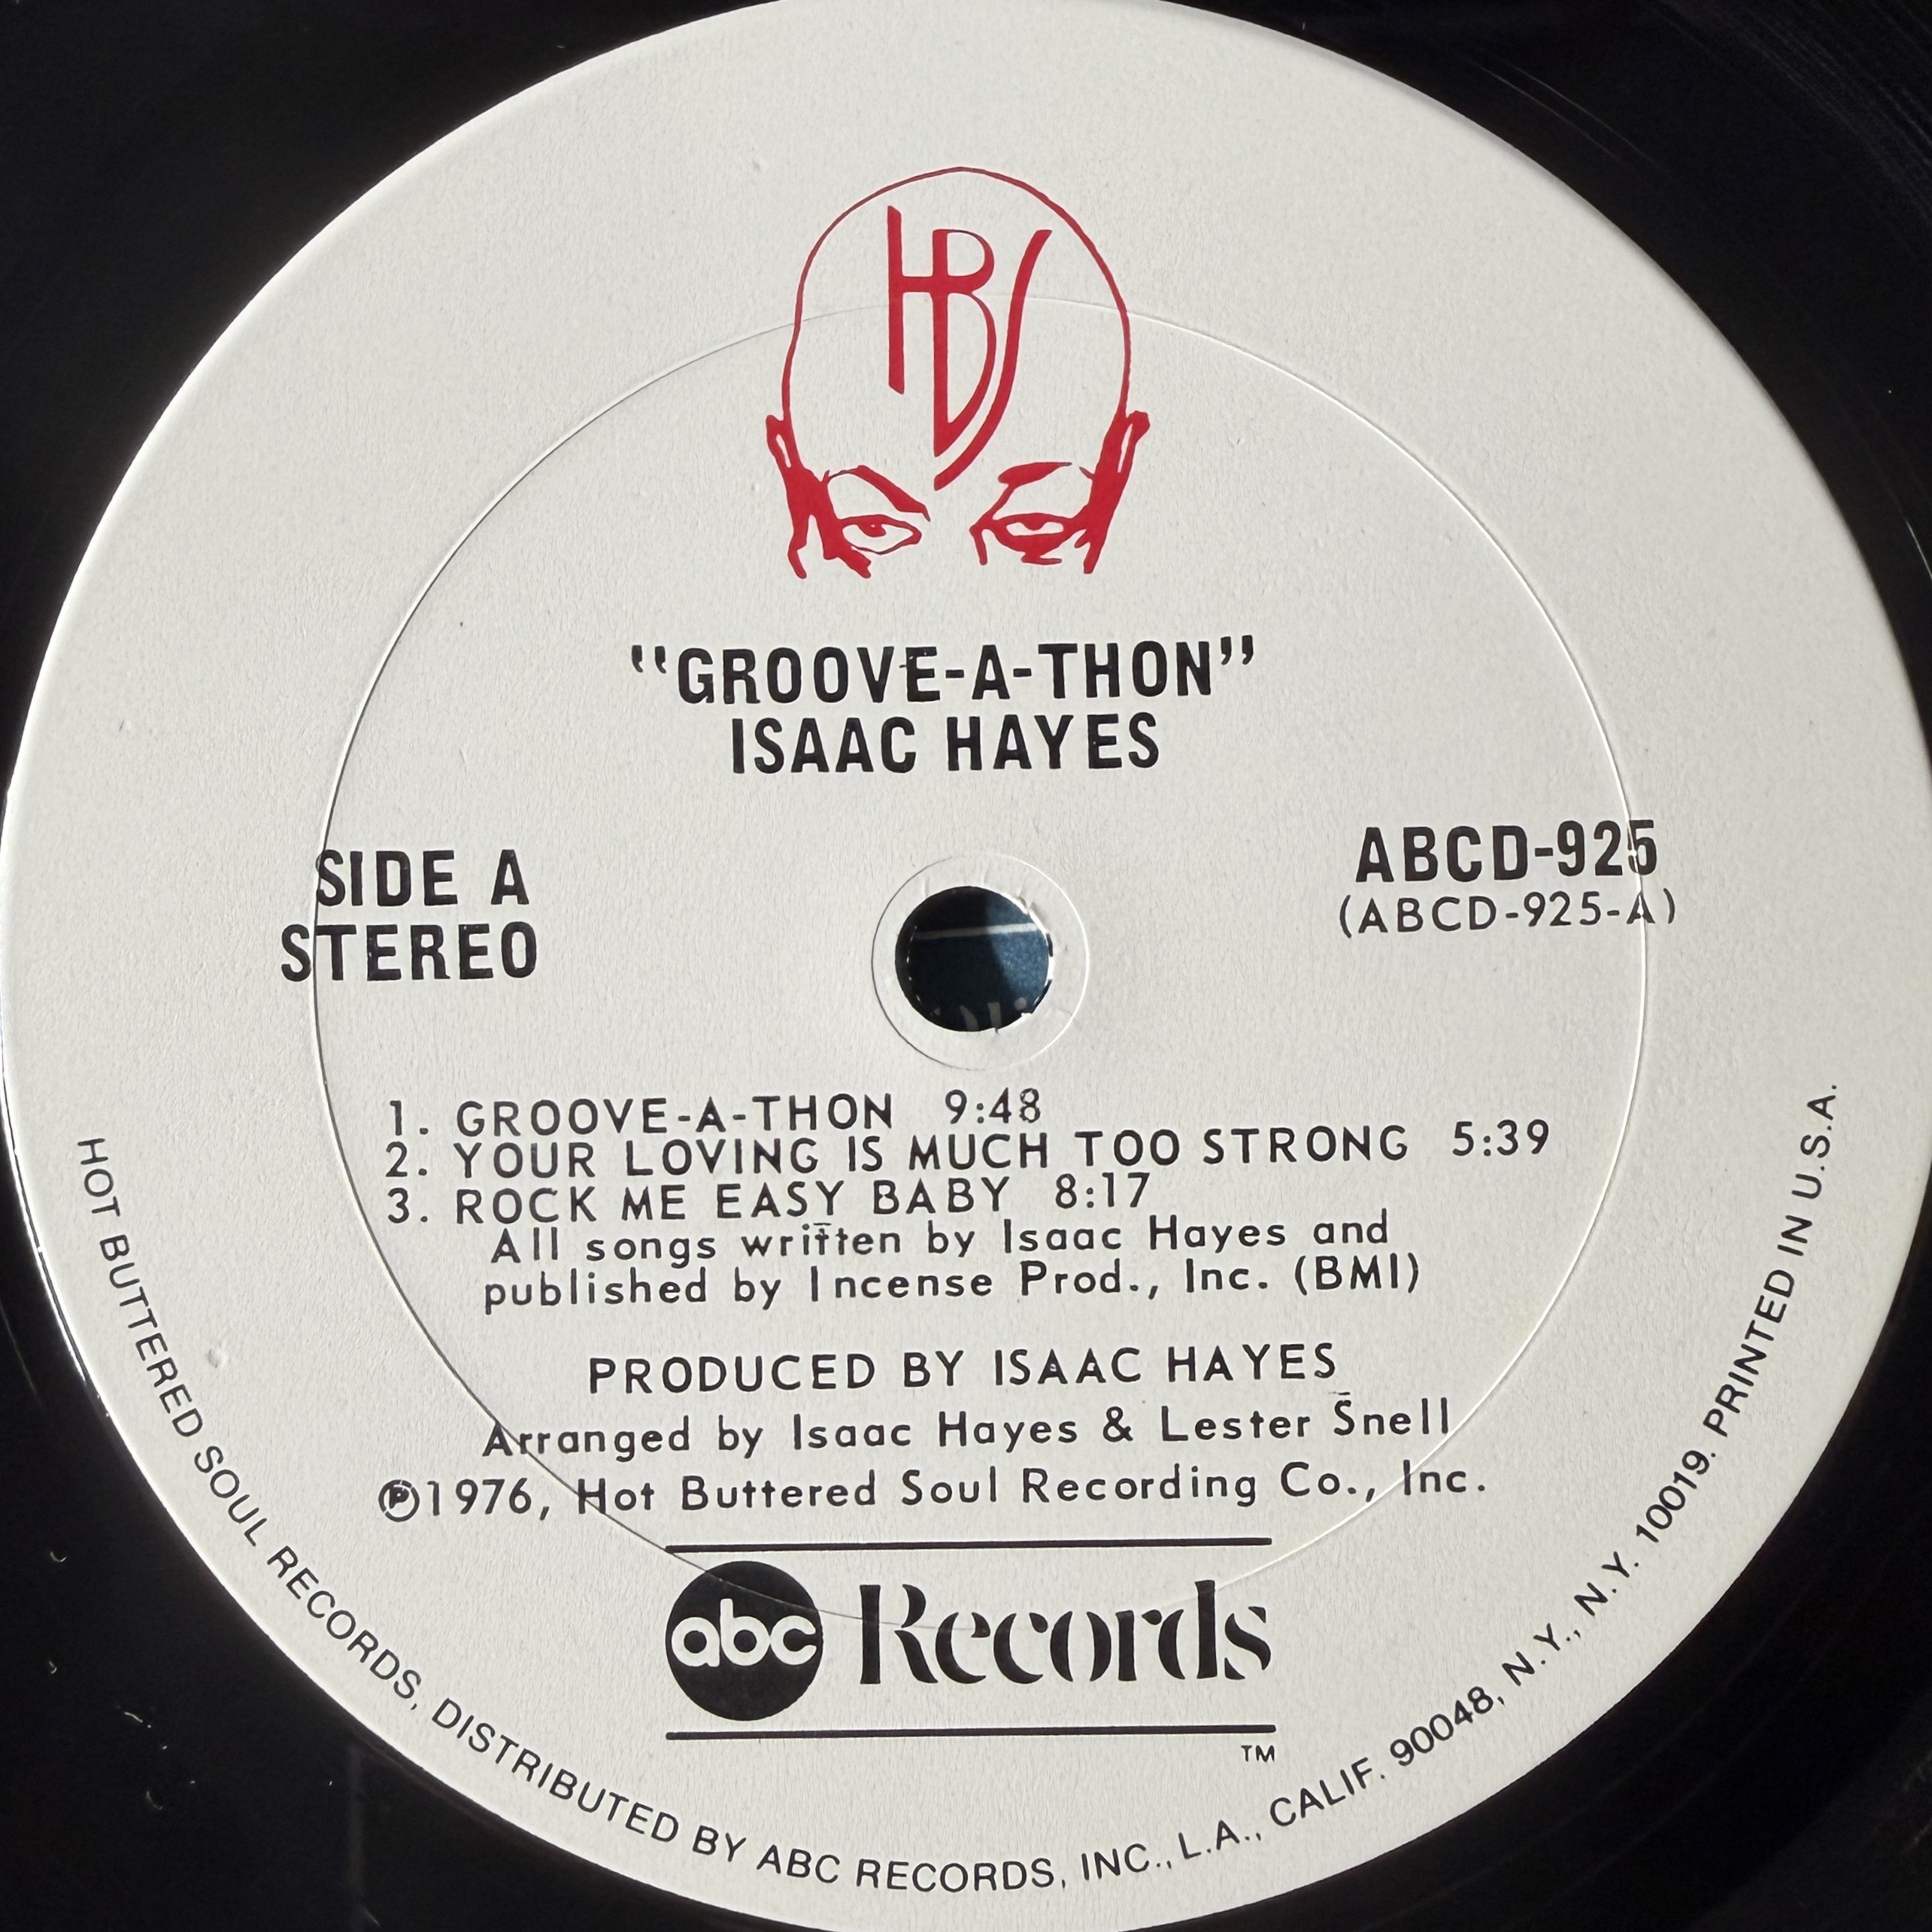 HBS
"GROOVE-A-THON"
ISAAC HAYES
SIDE A
STEREO
ABCD-925
(ABCD-925-A)
1. GROOVE-A-THON 9:48
2. YOUR LOVING IS MUCH TOO STRONG 5:39
3. ROCK ME EASY BABY 8:17
All songs written by Isaac Hayes and
published by Incense Prod., Inc. (BMI)
PRODUCED BY ISAAC HAYES
Arranged by Isaac Hayes & Lester Snell
℗1976, Hot Buttered Soul Recording Co., Inc.
abc Records
TM
HOT BUTTERED SOUL RECORDS, DISTRIBUTED BY ABC RECORDS, INC., L.A., CALIF. 90048, N.Y., N.Y. 10019. PRINTED IN U.S.A.